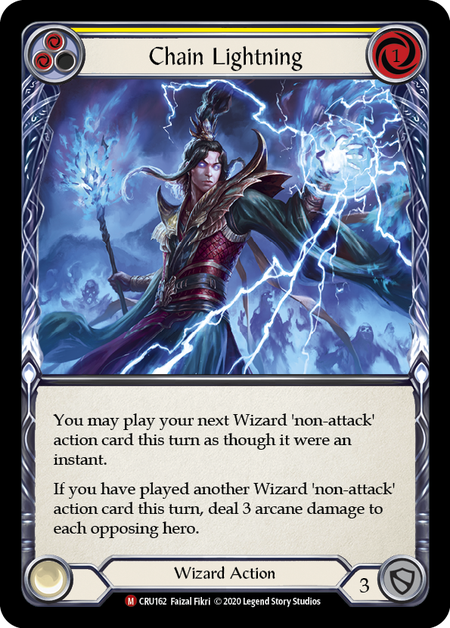 Chain Lightning
1
You may play your next Wizard 'non-attack'
action card this turn as though it were an
instant.
If you have played another Wizard 'non-attack'
action card this turn, deal 3 arcane damage to
each opposing hero.
Wizard Action
3
M CRU162 Faizal Fikri © 2020 Legend Story Studios